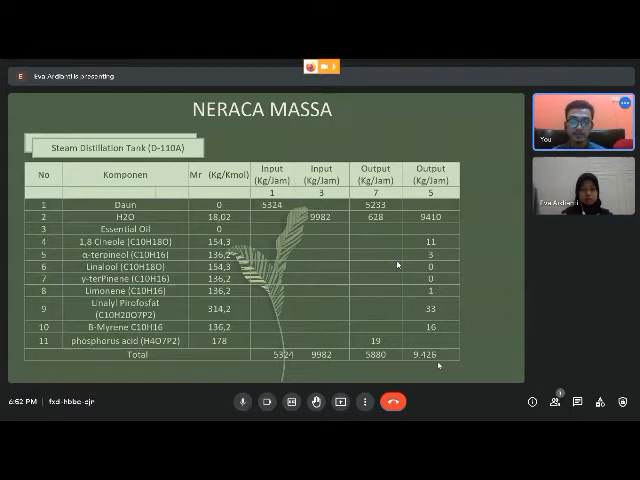 E Eva Ardianti is presenting
NERACA MASSA
Steam Distillation Tank (D-110A)
No Komponen Mr (Kg/Kmol) Input (Kg/Jam) Input (Kg/Jam) Output (Kg/Jam) Output (Kg/Jam)
1 3 7 5
1 Daun 0 5324 5233
2 H2O 18,02 9982 628 9410
3 Essential Oil 0
4 1,8 Cineole (C10H18O) 154,3 11
5 α-terpineol (C10H16) 136,2 3
6 Linalool (C10H18O) 154,3 0
7 γ-terPinene (C10H16) 136,2 0
8 Limonene (C10H16) 136,2 1
9 Linalyl Pirofosfat (C10H20O7P2) 314,2 33
10 B-Myrene C10H16 136,2 16
11 phosphorus acid (H4O7P2) 178 19
Total 5324 9982 5880 9.426
You
Eva Ardianti
6:52 PM